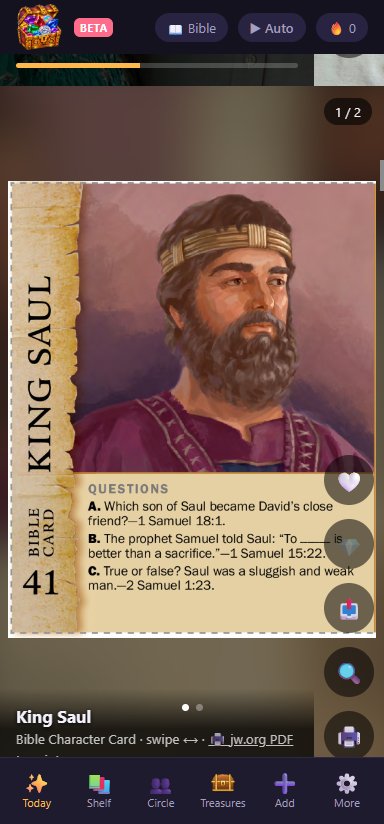 BETA
Bible
Auto
0
1 / 2
KING SAUL
BIBLE
CARD
41
QUESTIONS
A. Which son of Saul became David's close
friend?—1 Samuel 18:1.
B. The prophet Samuel told Saul: “To _____ is
better than a sacrifice.”—1 Samuel 15:22.
C. True or false? Saul was a sluggish and weak
man.—2 Samuel 1:23.
King Saul
Bible Character Card · swipe ↔ · jw.org PDF
Today
Shelf
Circle
Treasures
Add
More